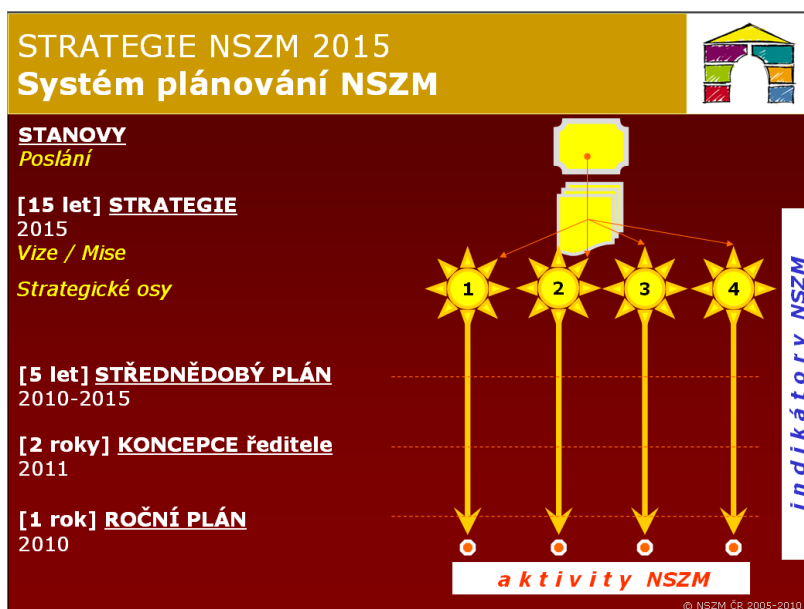 STRATEGIE NSZM 2015
Systém plánování NSZM
STANOVY
Poslání
[15 let] STRATEGIE
2015
Vize / Mise
Strategické osy
1 2 3 4
[5 let] STŘEDNĚDOBÝ PLÁN
2010-2015
[2 roky] KONCEPCE ředitele
2011
[1 rok] ROČNÍ PLÁN
2010
indikátory NSZM
aktivity NSZM
© NSZM ČR 2005-2010